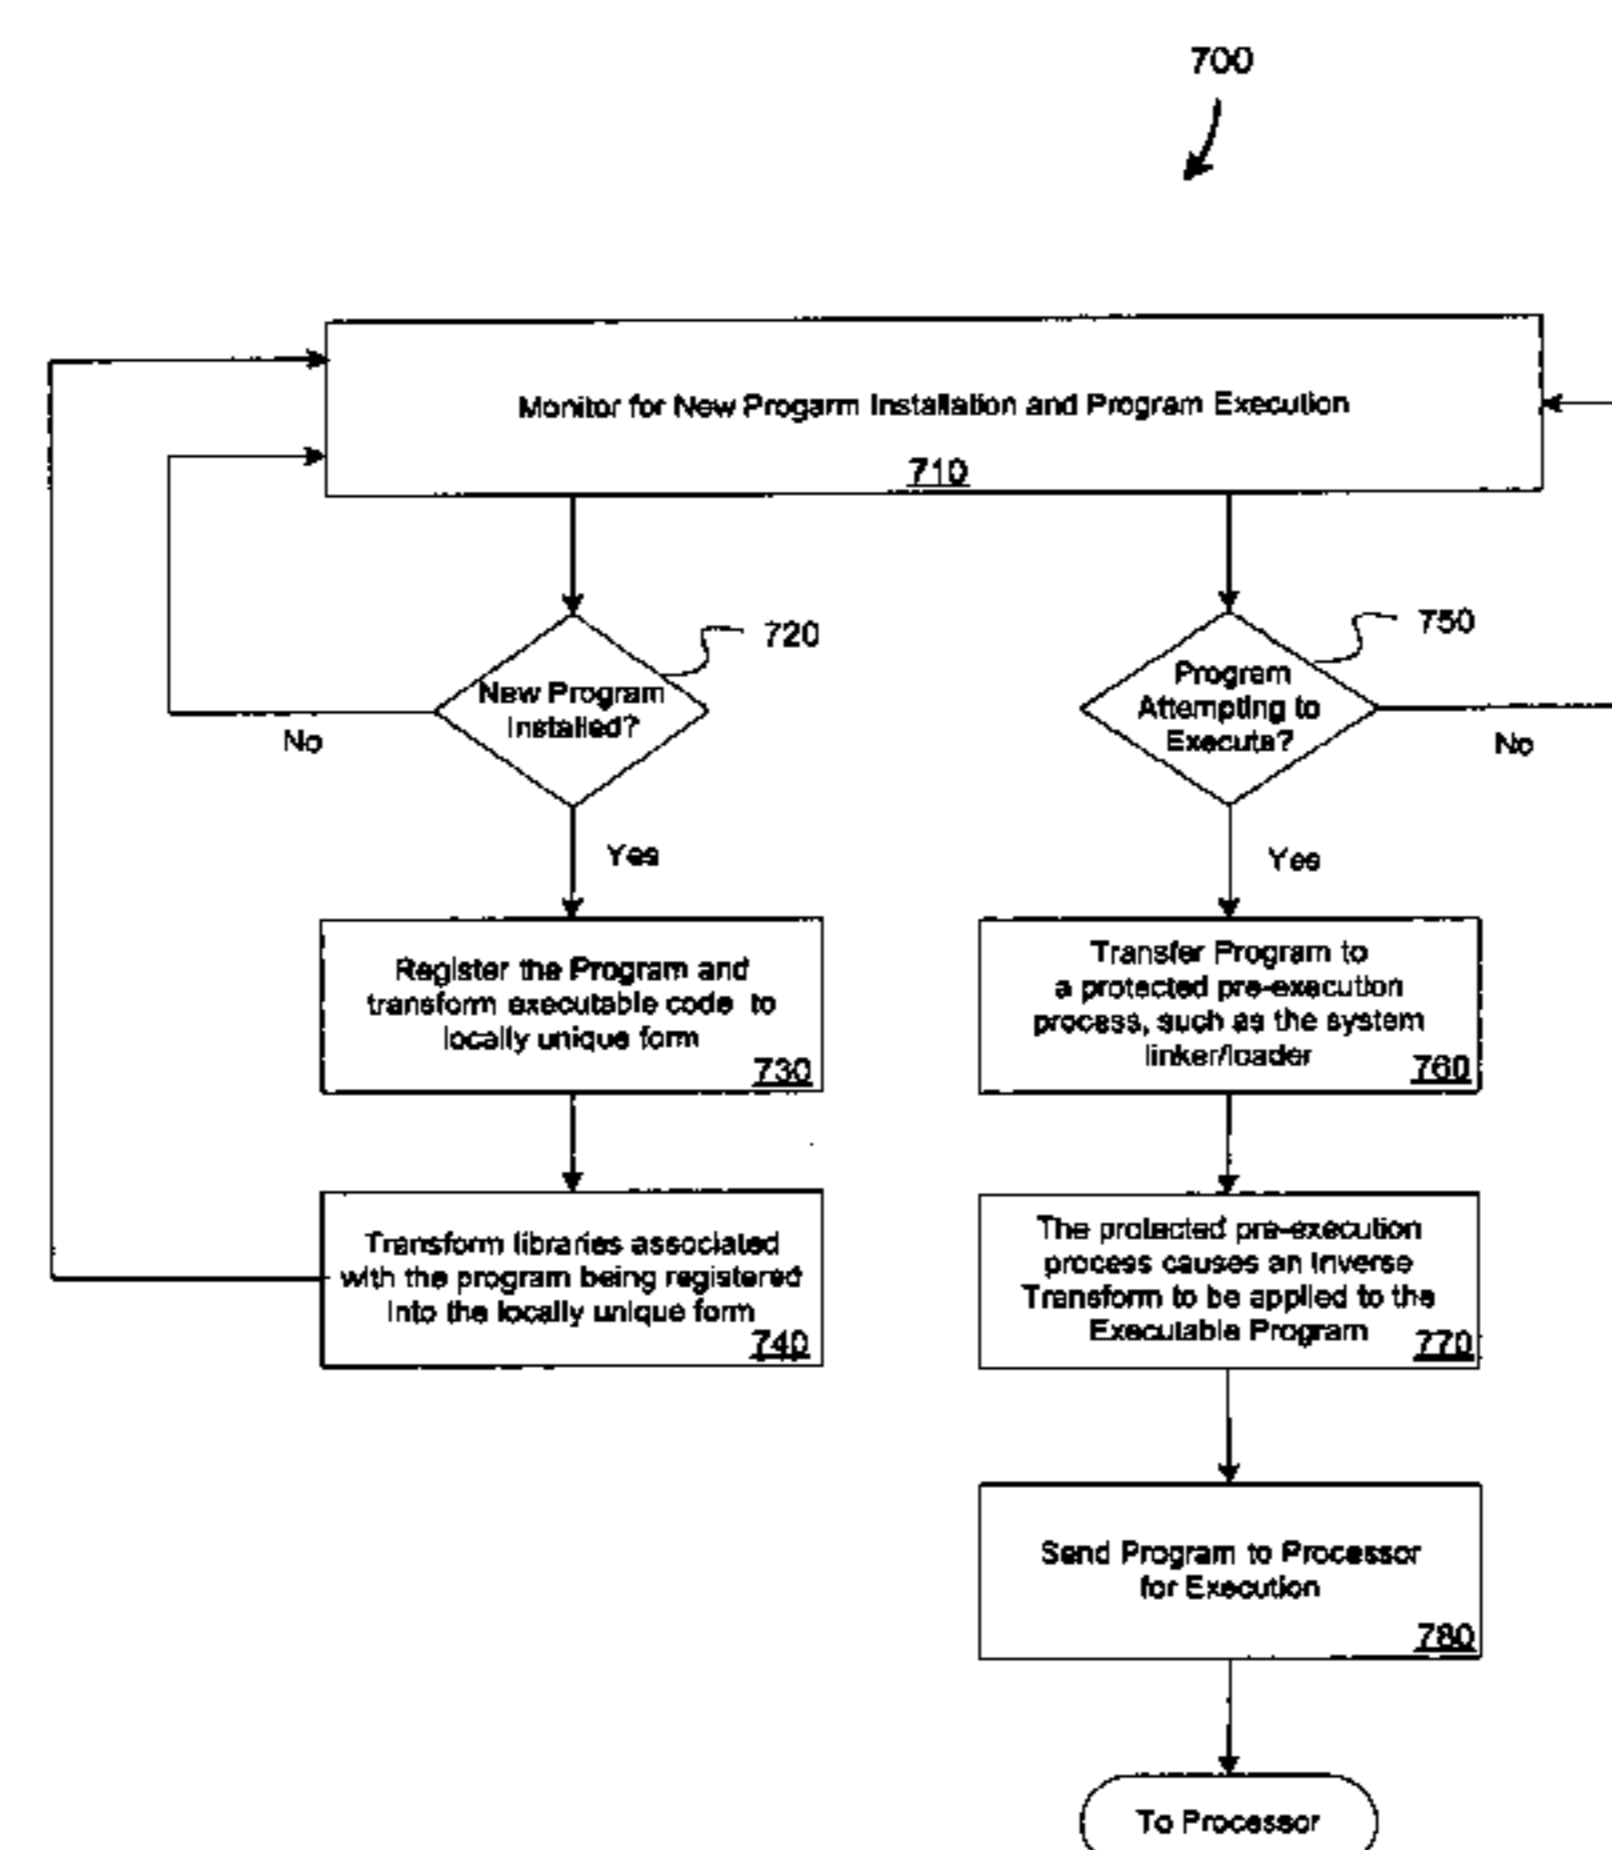 700
Monitor for New Progarm Installation and Program Execution
710
720
New Program
Installed?
No
Yes
Register the Program and
transform executable code to
locally unique form
730
Transform libraries associated
with the program being registered
into the locally unique form
740
750
Program
Attempting to
Execute?
No
Yes
Transfer Program to
a protected pre-execution
process, such as the system
linker/loader
760
The protected pre-execution
process causes an Inverse
Transform to be applied to the
Executable Program
770
Send Program to Processor
for Execution
780
To Processor